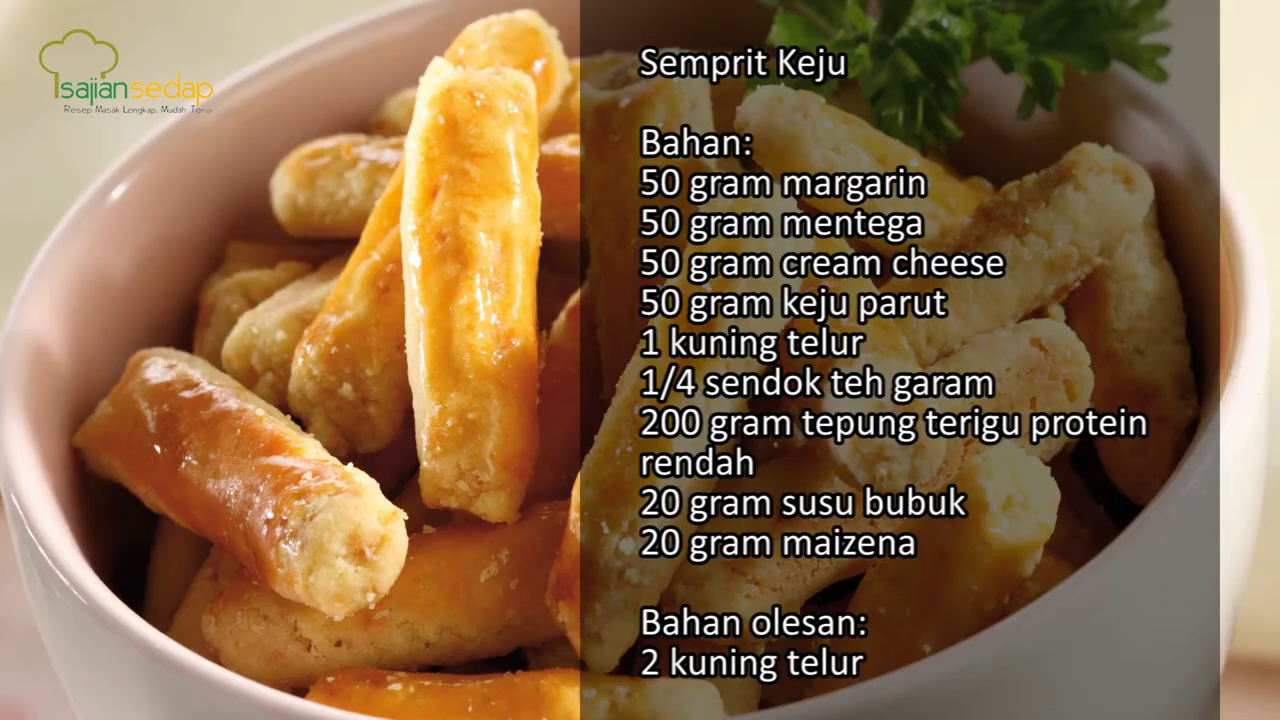 sajiansedap
Resep Masak Lengkap, Mudah Teruji
Semprit Keju
Bahan:
50 gram margarin
50 gram mentega
50 gram cream cheese
50 gram keju parut
1 kuning telur
1/4 sendok teh garam
200 gram tepung terigu protein
rendah
20 gram susu bubuk
20 gram maizena
Bahan olesan:
2 kuning telur